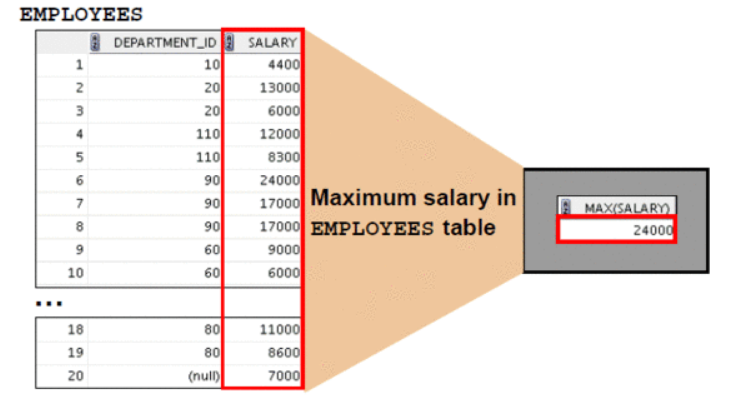 EMPLOYEES
DEPARTMENT_ID SALARY
1 10 4400
2 20 13000
3 20 6000
4 110 12000
5 110 8300
6 90 24000
7 90 17000
8 90 17000
9 60 9000
10 60 6000
...
18 80 11000
19 80 8600
20 (null) 7000
Maximum salary in
EMPLOYEES table
MAX(SALARY)
24000